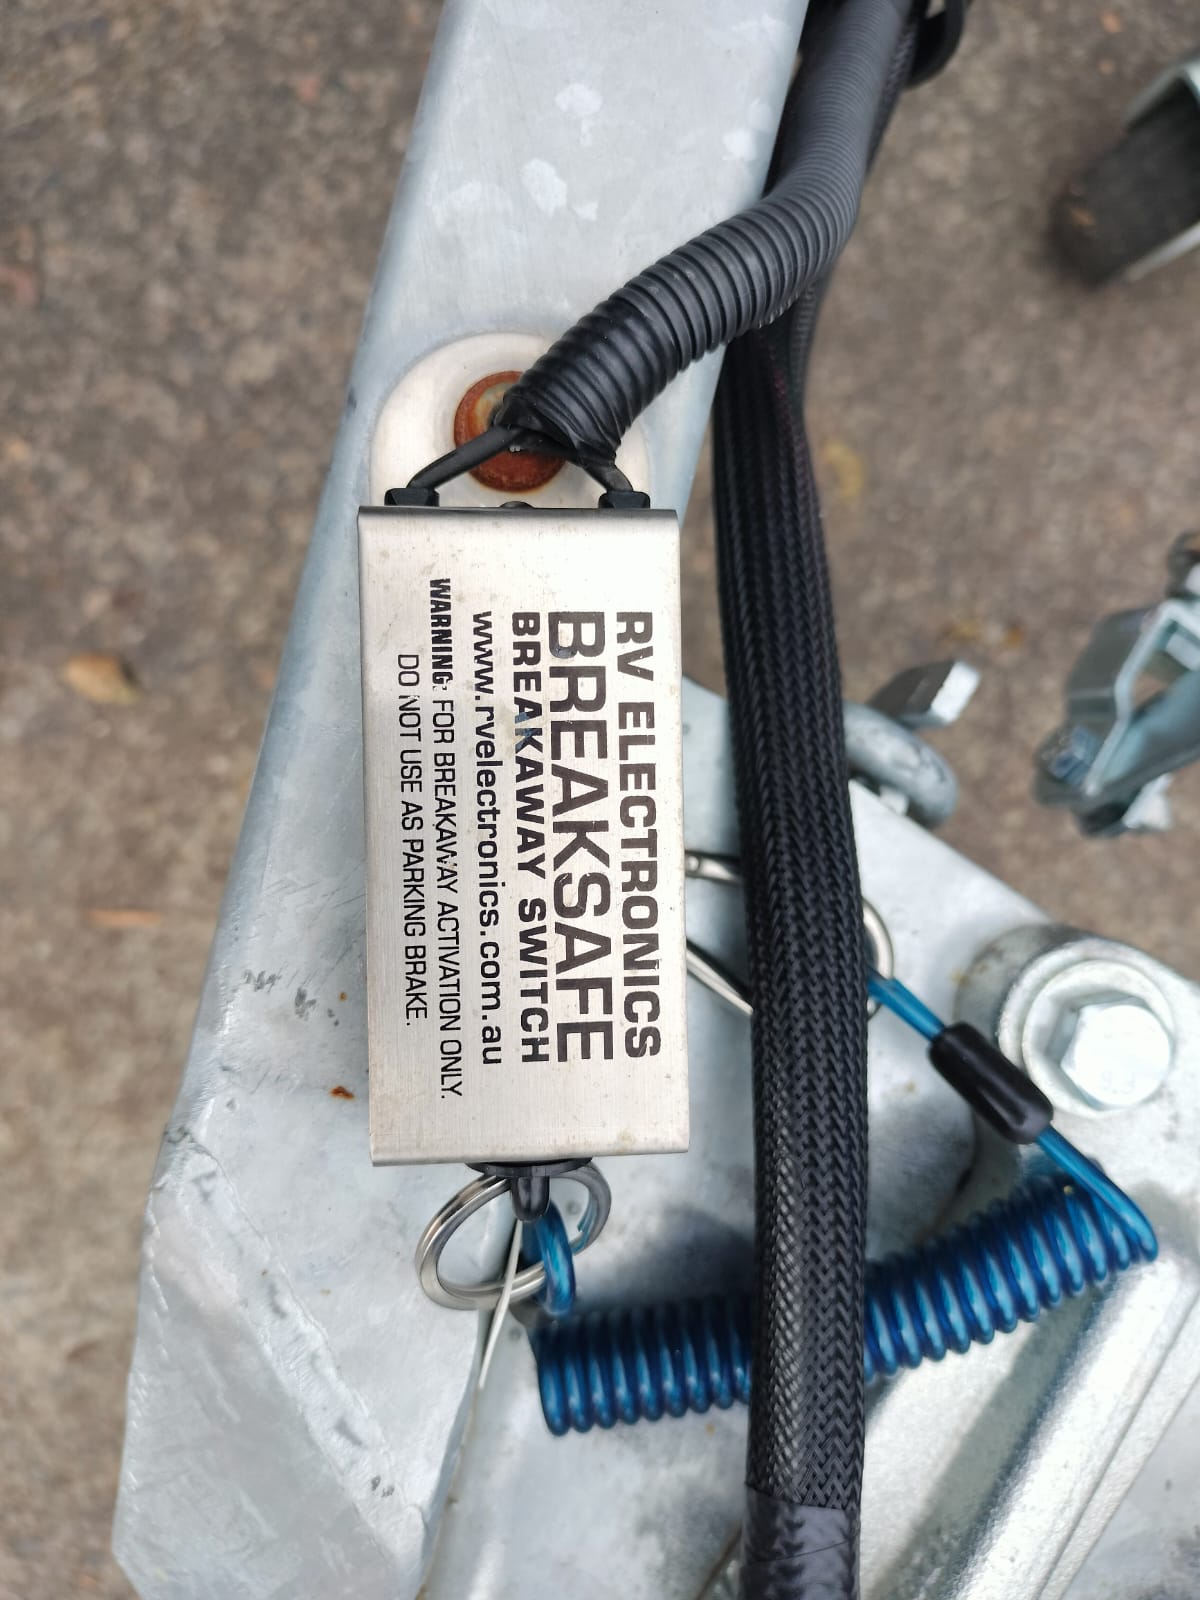 RV ELECTRONICS
BREAKSAFE
BREAKAWAY SWITCH
www.rvelectronics.com.au
WARNING: FOR BREAKAWAY ACTIVATION ONLY.
DO NOT USE AS PARKING BRAKE.